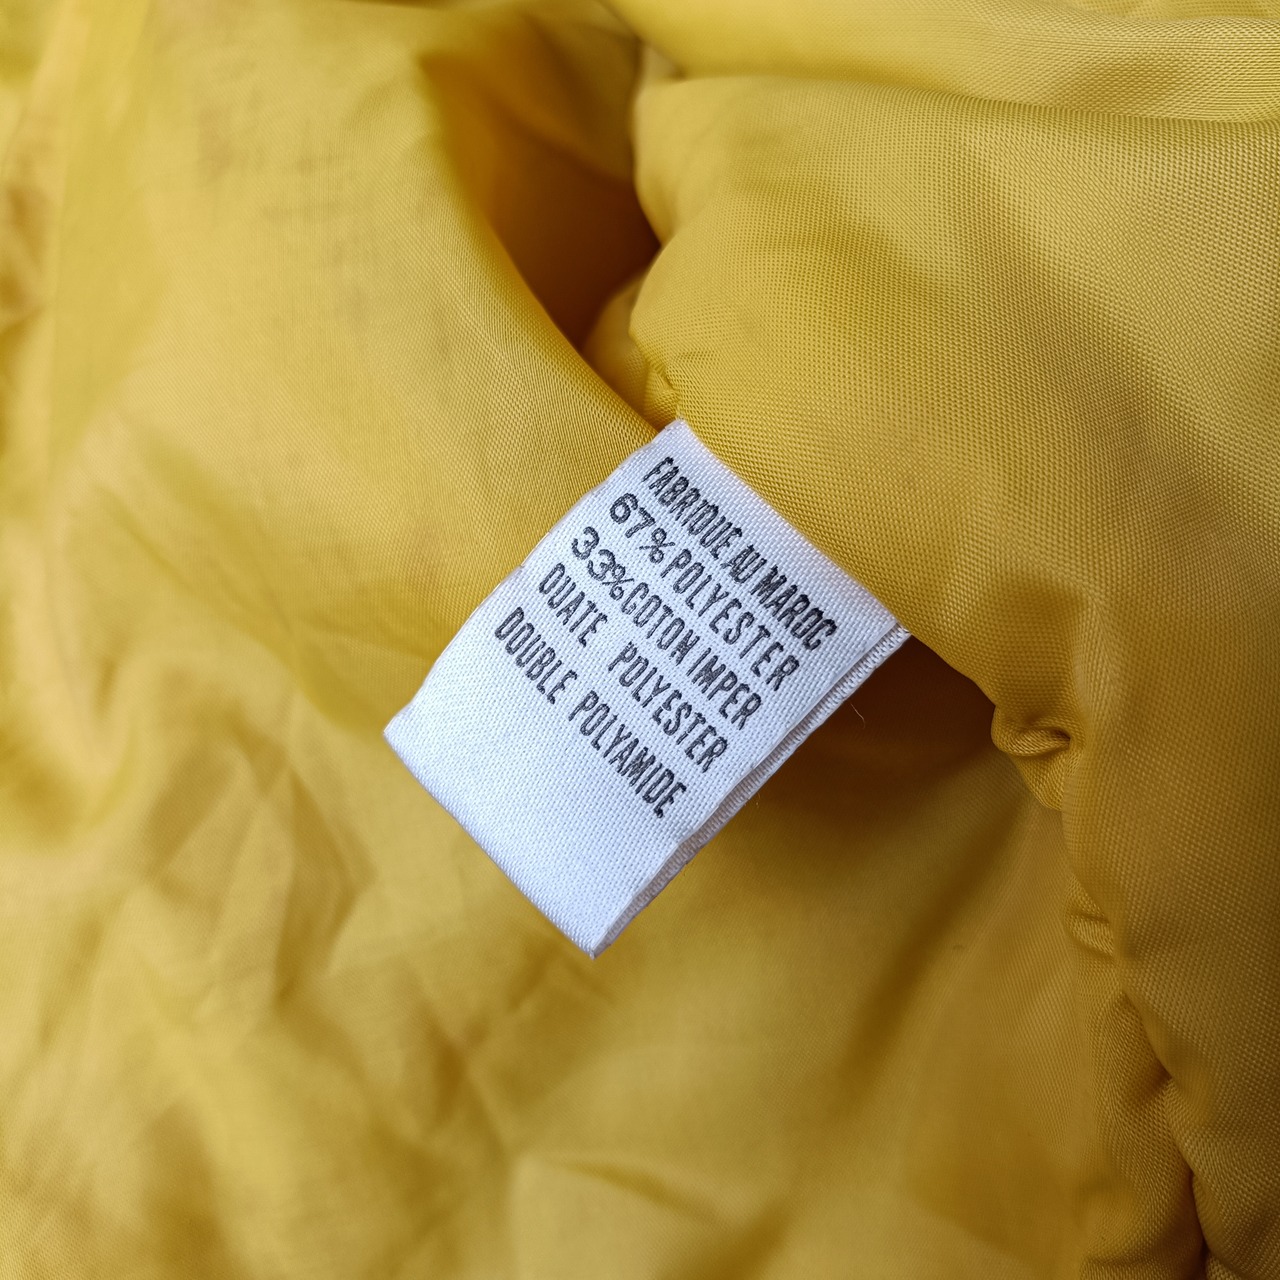 FABRIQUE AU MAROC
67% POLYESTER
33% COTON IMPER
OUATE POLYESTER
DOUBLE POLYAMIDE